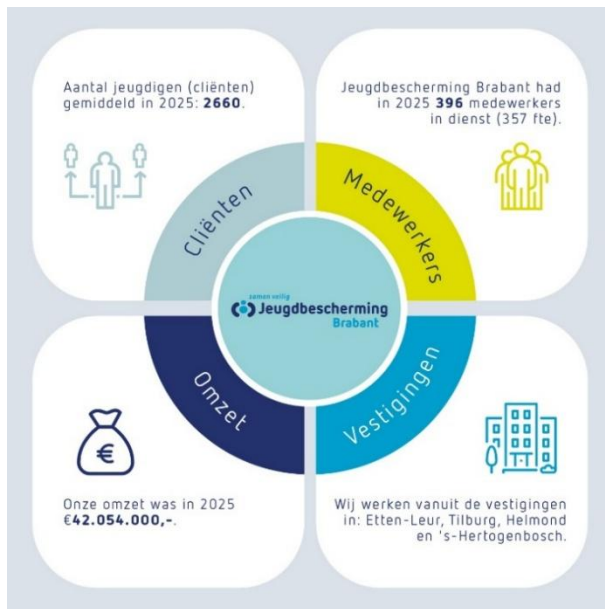 Aantal jeugdigen (cliënten)
gemiddeld in 2025: 2660.
Jeugdbescherming Brabant had
in 2025 396 medewerkers
in dienst (357 fte).
Cliënten
Medewerkers
samen veilig
Jeugdbescherming
Brabant
Omzet
Vestigingen
€
Onze omzet was in 2025
€42.054.000,-.
Wij werken vanuit de vestigingen
in: Etten-Leur, Tilburg, Helmond
en 's-Hertogenbosch.